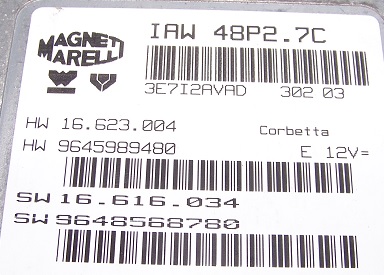 IAW 48P2.7C
MAGNETI
MARELLI
3E7I2AVAD 302 03
HW 16.623.004 Corbetta
HW 9645989480 E 12V=
SW 16.616.034
SW 9648568780